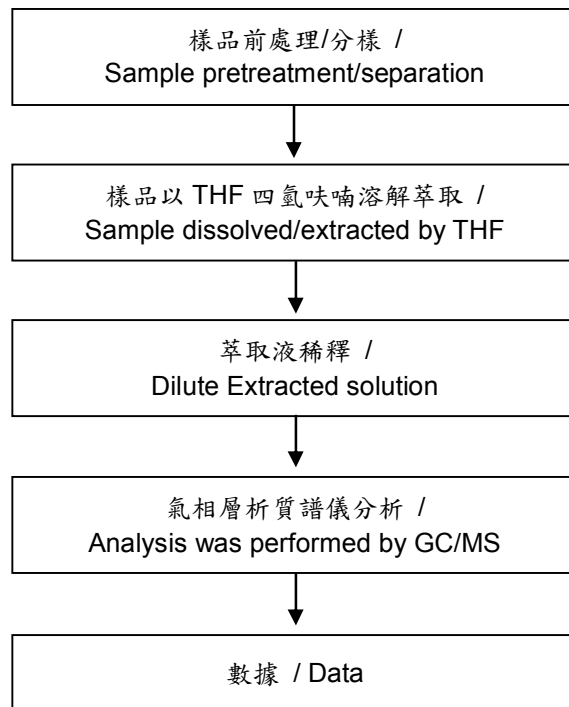 樣品前處理/分樣 /
Sample pretreatment/separation
樣品以 THF 四氫呋喃溶解萃取 /
Sample dissolved/extracted by THF
萃取液稀釋 /
Dilute Extracted solution
氣相層析質譜儀分析 /
Analysis was performed by GC/MS
數據 / Data